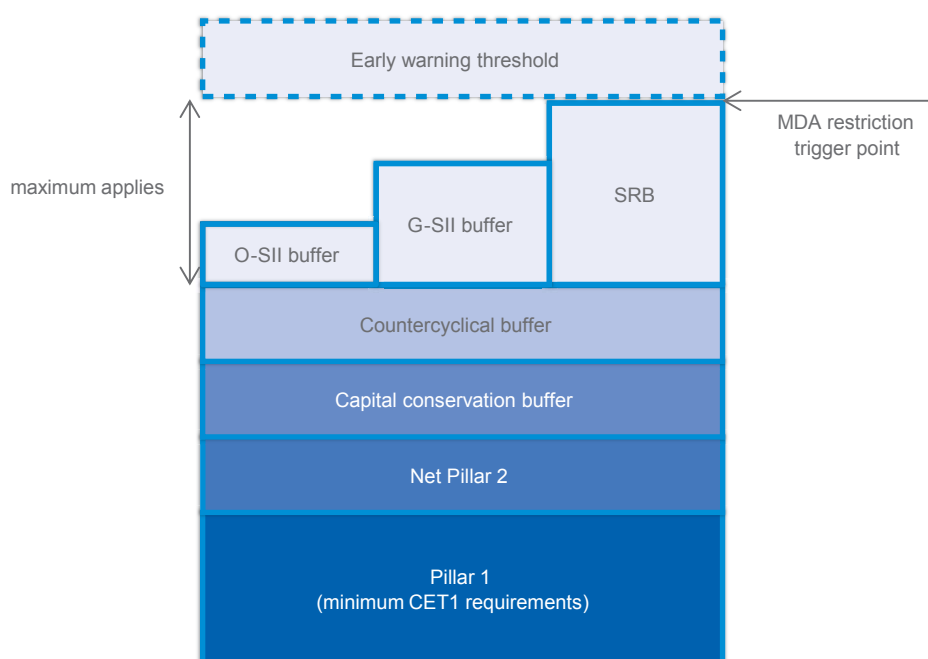 Early warning threshold
MDA restriction
trigger point
maximum applies
SRB
G-SII buffer
O-SII buffer
Countercyclical buffer
Capital conservation buffer
Net Pillar 2
Pillar 1
(minimum CET1 requirements)